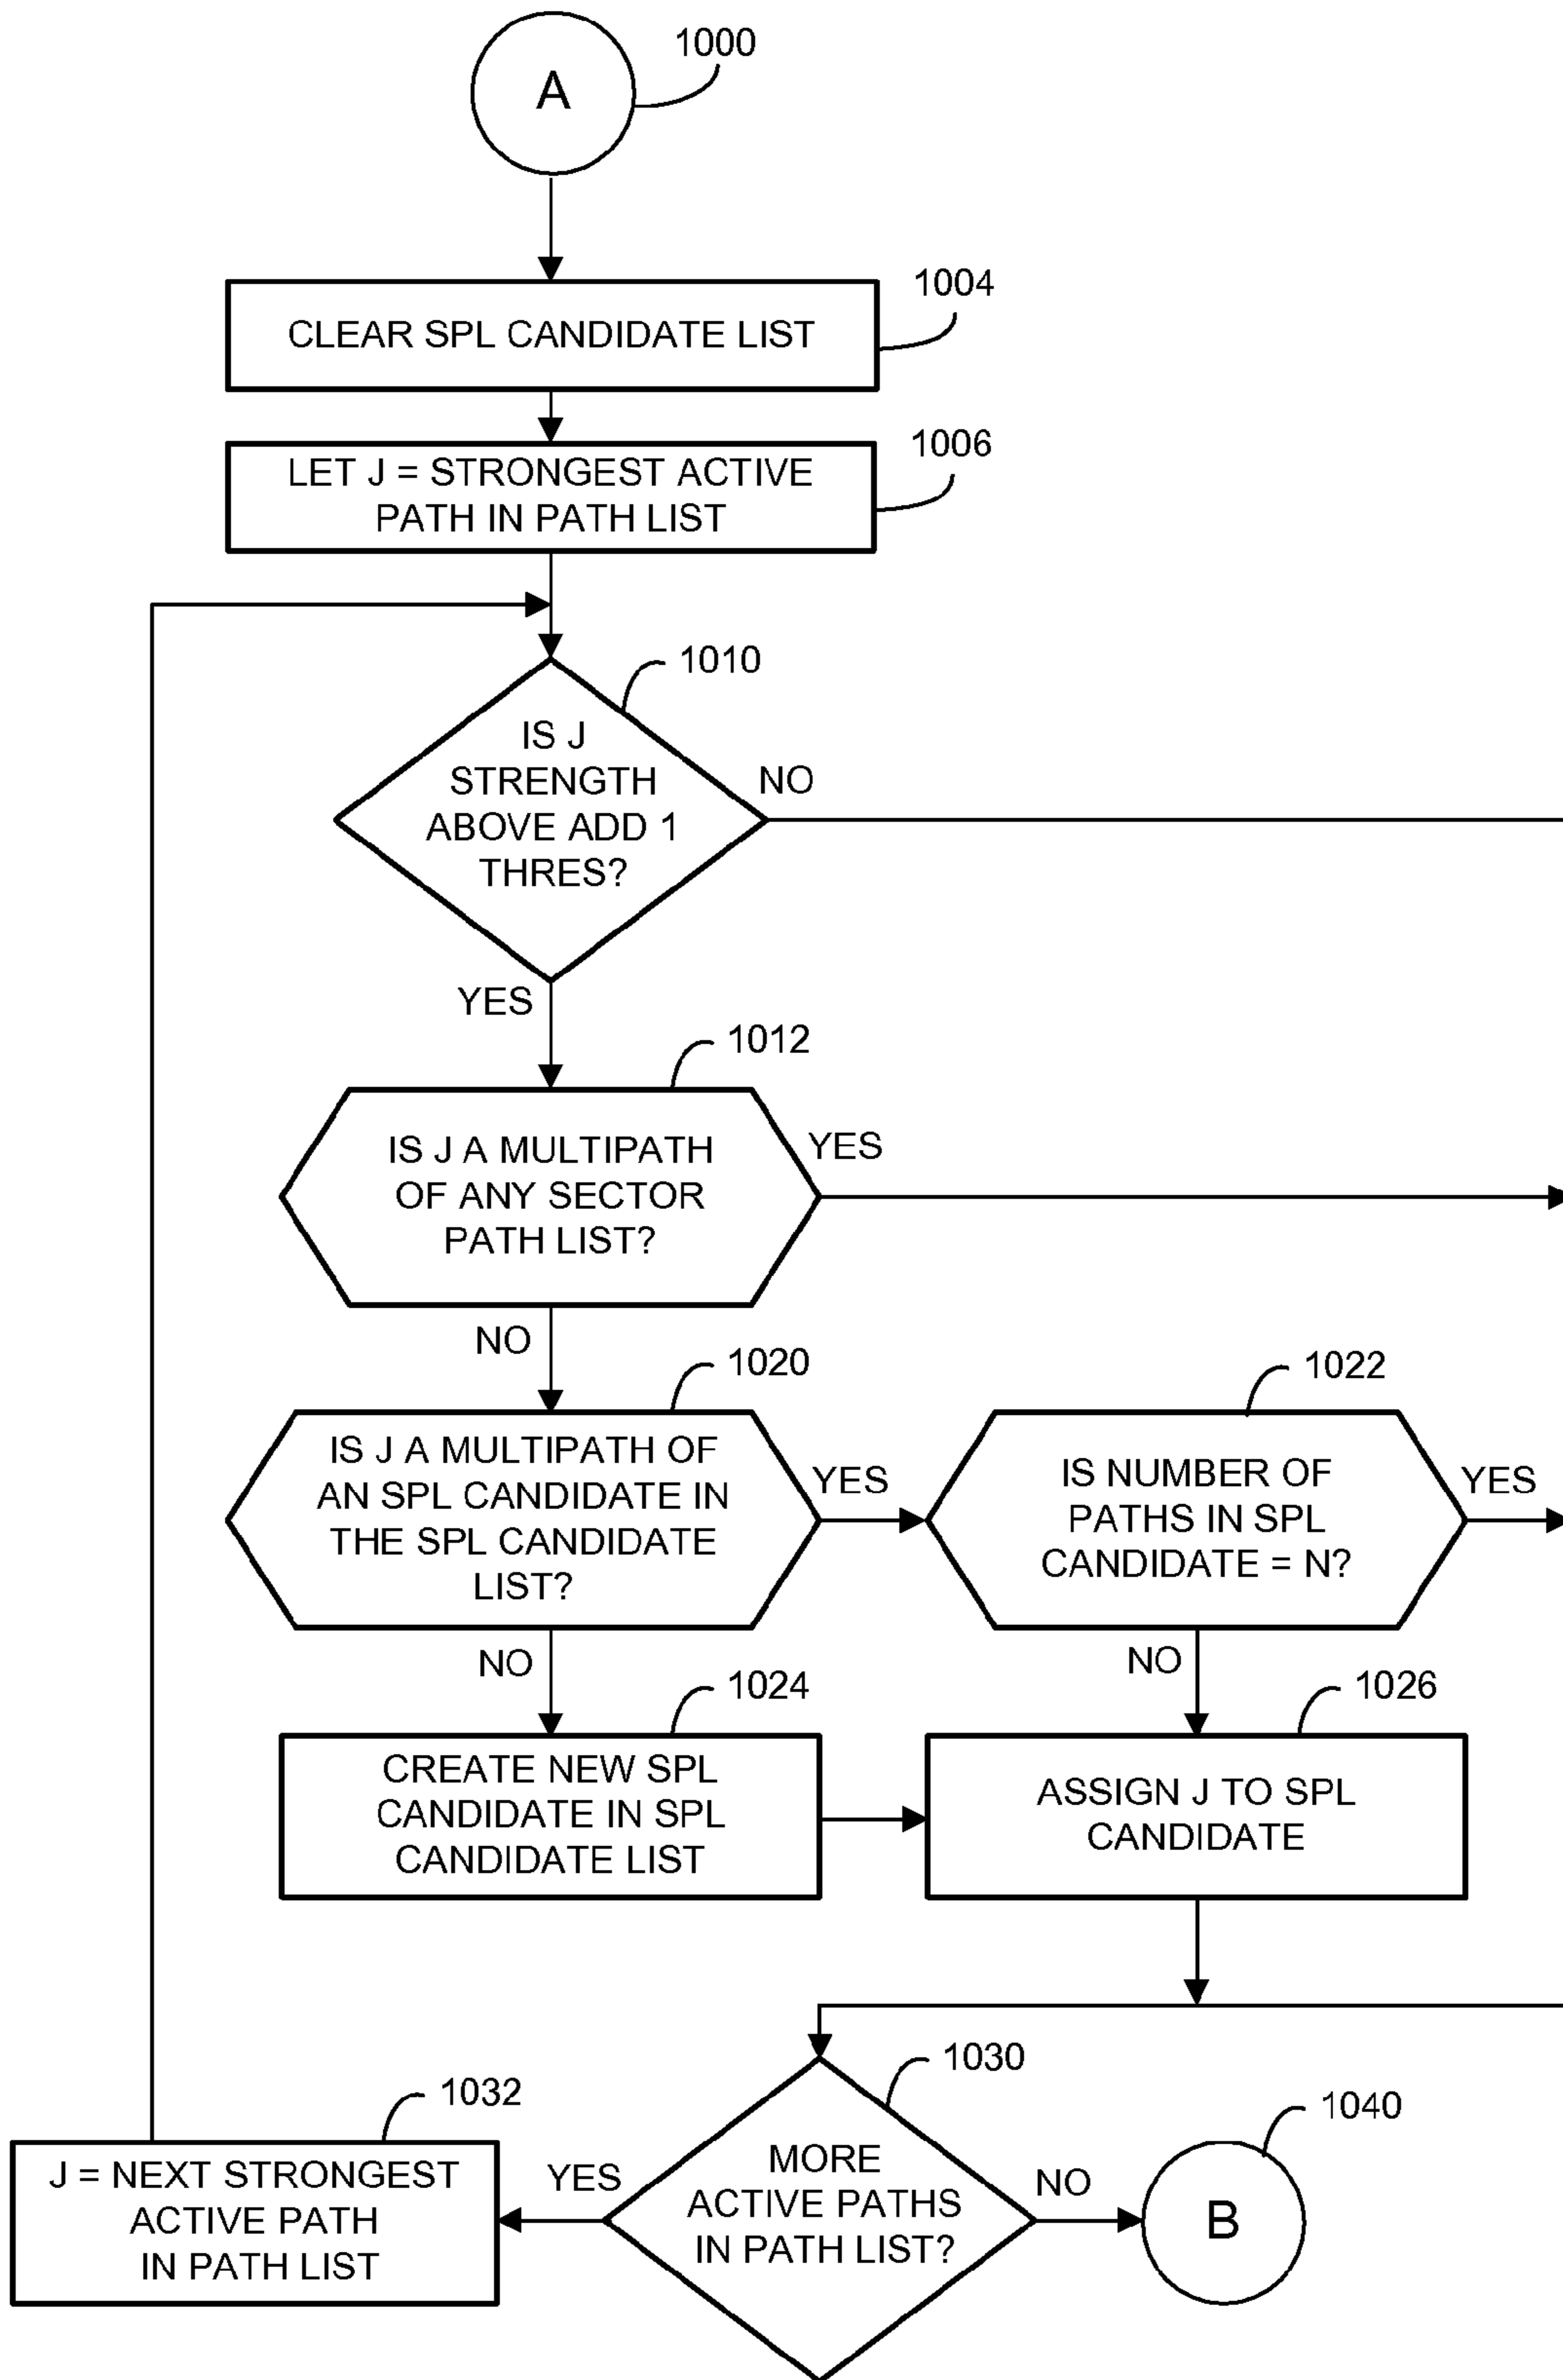 A
1000
CLEAR SPL CANDIDATE LIST
1004
LET J = STRONGEST ACTIVE
PATH IN PATH LIST
1006
IS J
STRENGTH
ABOVE ADD 1
THRES?
1010
NO
YES
IS J A MULTIPATH
OF ANY SECTOR
PATH LIST?
1012
YES
NO
IS J A MULTIPATH OF
AN SPL CANDIDATE IN
THE SPL CANDIDATE
LIST?
1020
YES
IS NUMBER OF
PATHS IN SPL
CANDIDATE = N?
1022
YES
NO
NO
CREATE NEW SPL
CANDIDATE IN SPL
CANDIDATE LIST
1024
ASSIGN J TO SPL
CANDIDATE
1026
MORE
ACTIVE PATHS
IN PATH LIST?
1030
YES
J = NEXT STRONGEST
ACTIVE PATH
IN PATH LIST
1032
NO
B
1040